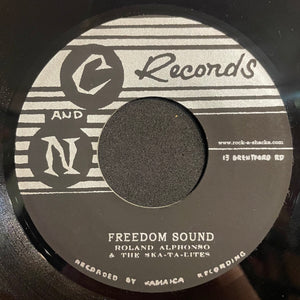 C Records
AND
N
www.rock-a-shacka.com
13 BRENTFORD RD
FREEDOM SOUND
ROLAND ALPHONSO
& THE SKA-TA-LITES
RECORDED BY JAMAICA RECORDING